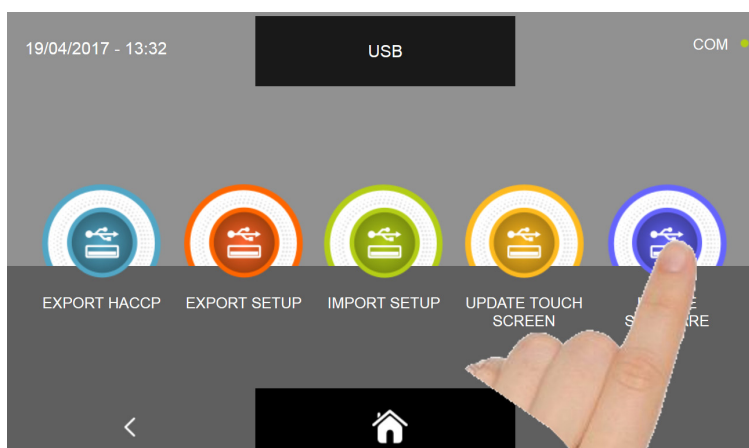 19/04/2017 - 13:32
USB
COM
EXPORT HACCP
EXPORT SETUP
IMPORT SETUP
UPDATE TOUCH
SCREEN